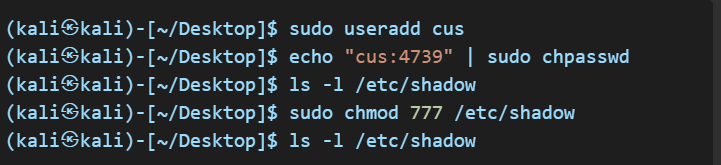 (kali㉿kali)-[~/Desktop]$ sudo useradd cus
(kali㉿kali)-[~/Desktop]$ echo "cus:4739" | sudo chpasswd
(kali㉿kali)-[~/Desktop]$ ls -l /etc/shadow
(kali㉿kali)-[~/Desktop]$ sudo chmod 777 /etc/shadow
(kali㉿kali)-[~/Desktop]$ ls -l /etc/shadow